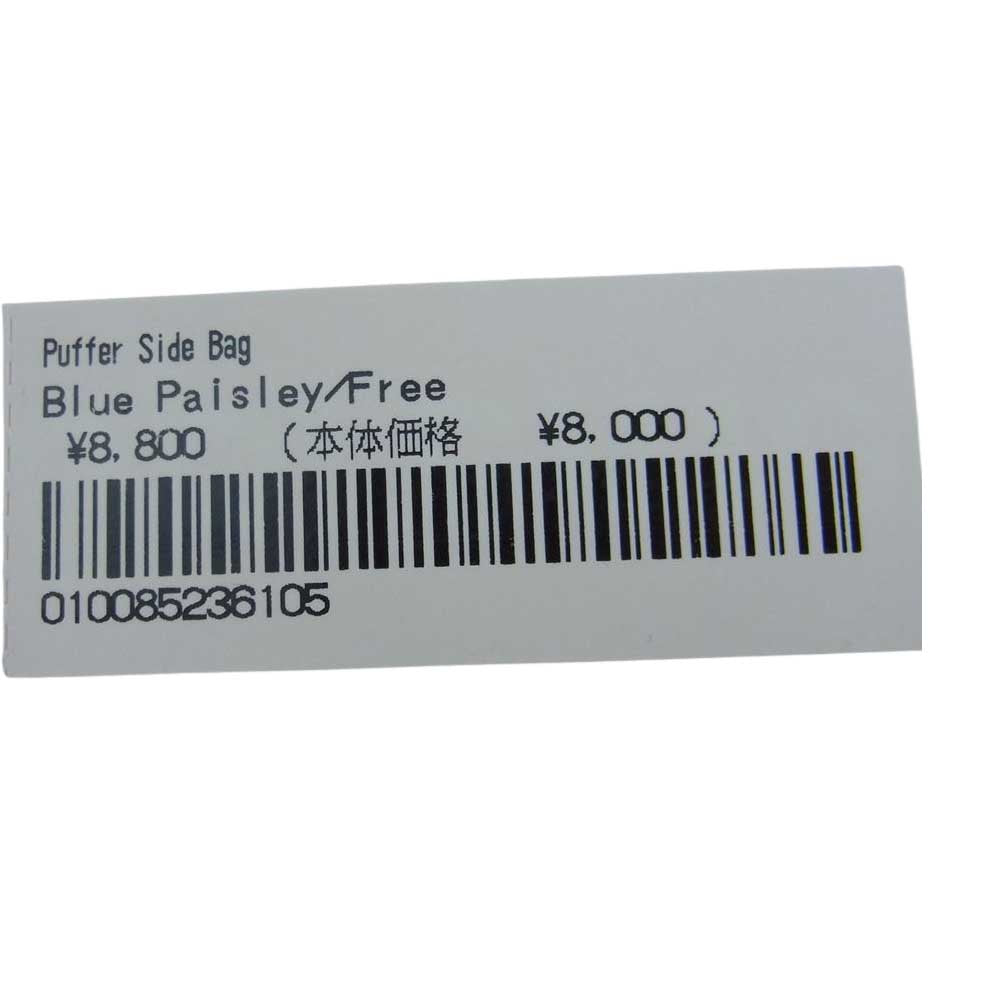 Puffer Side Bag
Blue Paisley/Free
¥8,800 (本体価格 ¥8,000)
010085236105